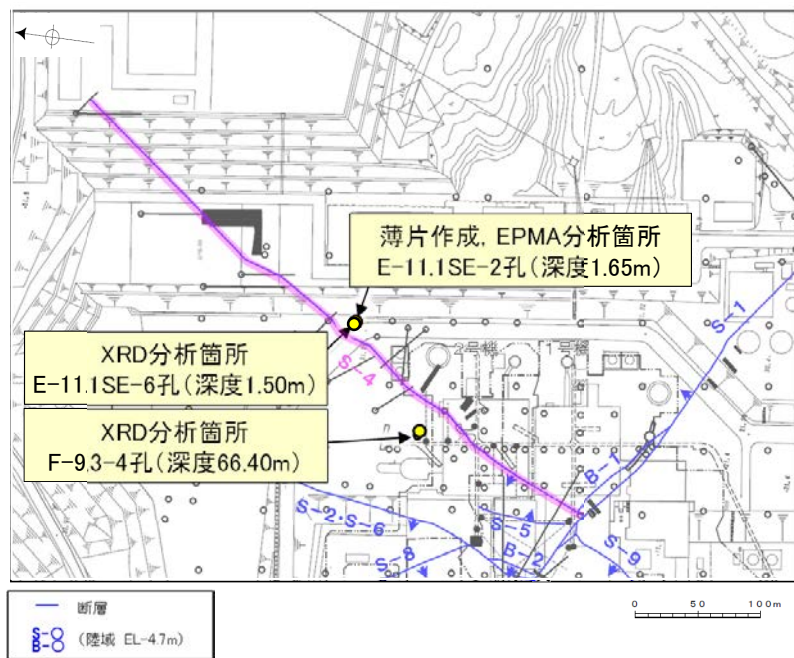 薄片作成, EPMA分析箇所
E-11.1SE-2孔(深度1.65m)
S-1
XRD分析箇所
E-11.1SE-6孔(深度1.50m)
S-4
2号機
1号機
XRD分析箇所
F-9.3-4孔(深度66.40m)
B-1
S-2·S-6
S-5
S-8
B-2
S-9
断層
S-○
B-○
(陸域 EL-4.7m)
0 50 100m